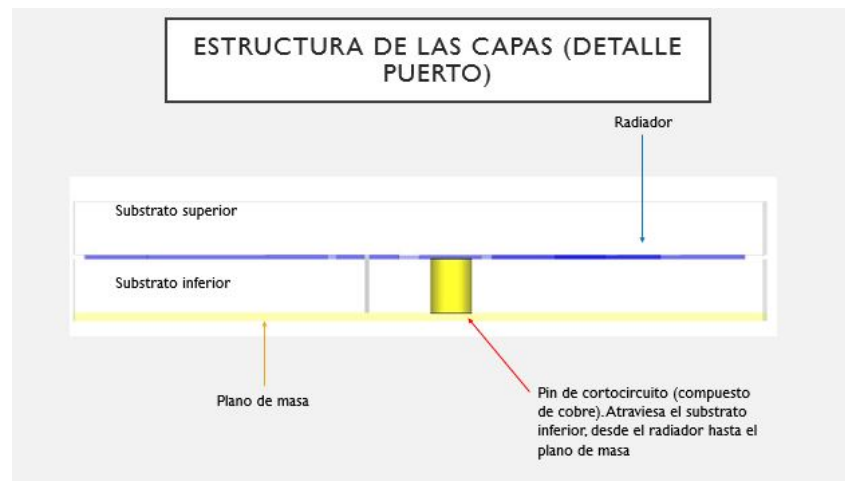 ESTRUCTURA DE LAS CAPAS (DETALLE
PUERTO)
Radiador
Substrato superior
Substrato inferior
Plano de masa
Pin de cortocircuito (compuesto
de cobre). Atraviesa el substrato
inferior, desde el radiador hasta el
plano de masa